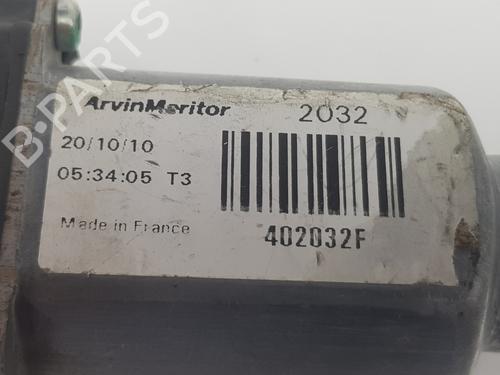 B-PARTS
ArvinMeritor 2032
20/10/10
05:34:05 T3
Made in France 402032F